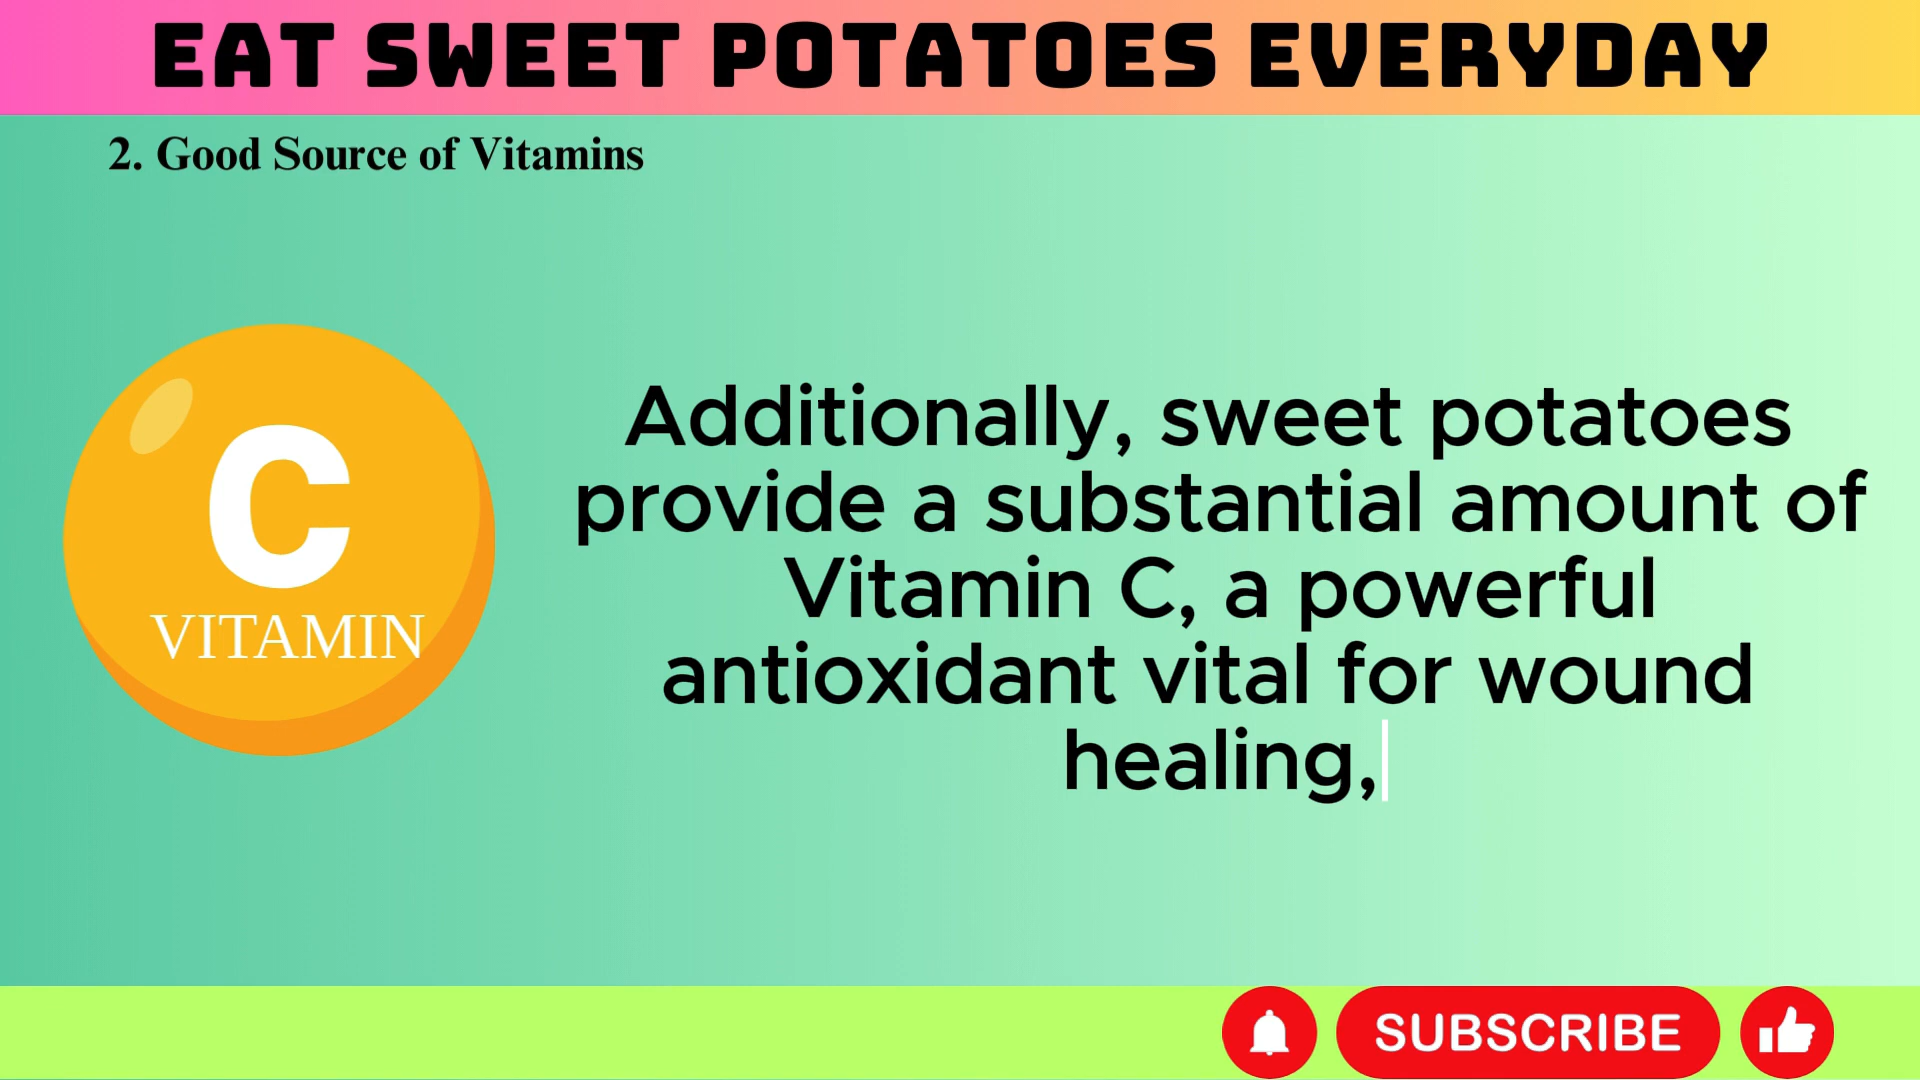 EAT SWEET POTATOES EVERYDAY
2. Good Source of Vitamins
C
VITAMIN
Additionally, sweet potatoes
provide a substantial amount of
Vitamin C, a powerful
antioxidant vital for wound
healing,
SUBSCRIBE